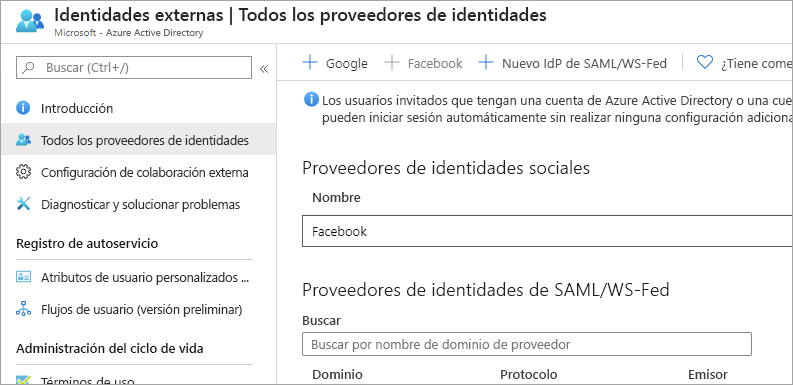 Identidades externas | Todos los proveedores de identidades
Microsoft - Azure Active Directory
Buscar (Ctrl+/)
«
Introducción
Todos los proveedores de identidades
Configuración de colaboración externa
Diagnosticar y solucionar problemas
Registro de autoservicio
Atributos de usuario personalizados ...
Flujos de usuario (versión preliminar)
Administración del ciclo de vida
Términos de uso
+ Google + Facebook + Nuevo IdP de SAML/WS-Fed ¿Tiene come
Los usuarios invitados que tengan una cuenta de Azure Active Directory o una cue
pueden iniciar sesión automáticamente sin realizar ninguna configuración adiciona
Proveedores de identidades sociales
Nombre
Facebook
Proveedores de identidades de SAML/WS-Fed
Buscar
Buscar por nombre de dominio de proveedor
Dominio Protocolo Emisor